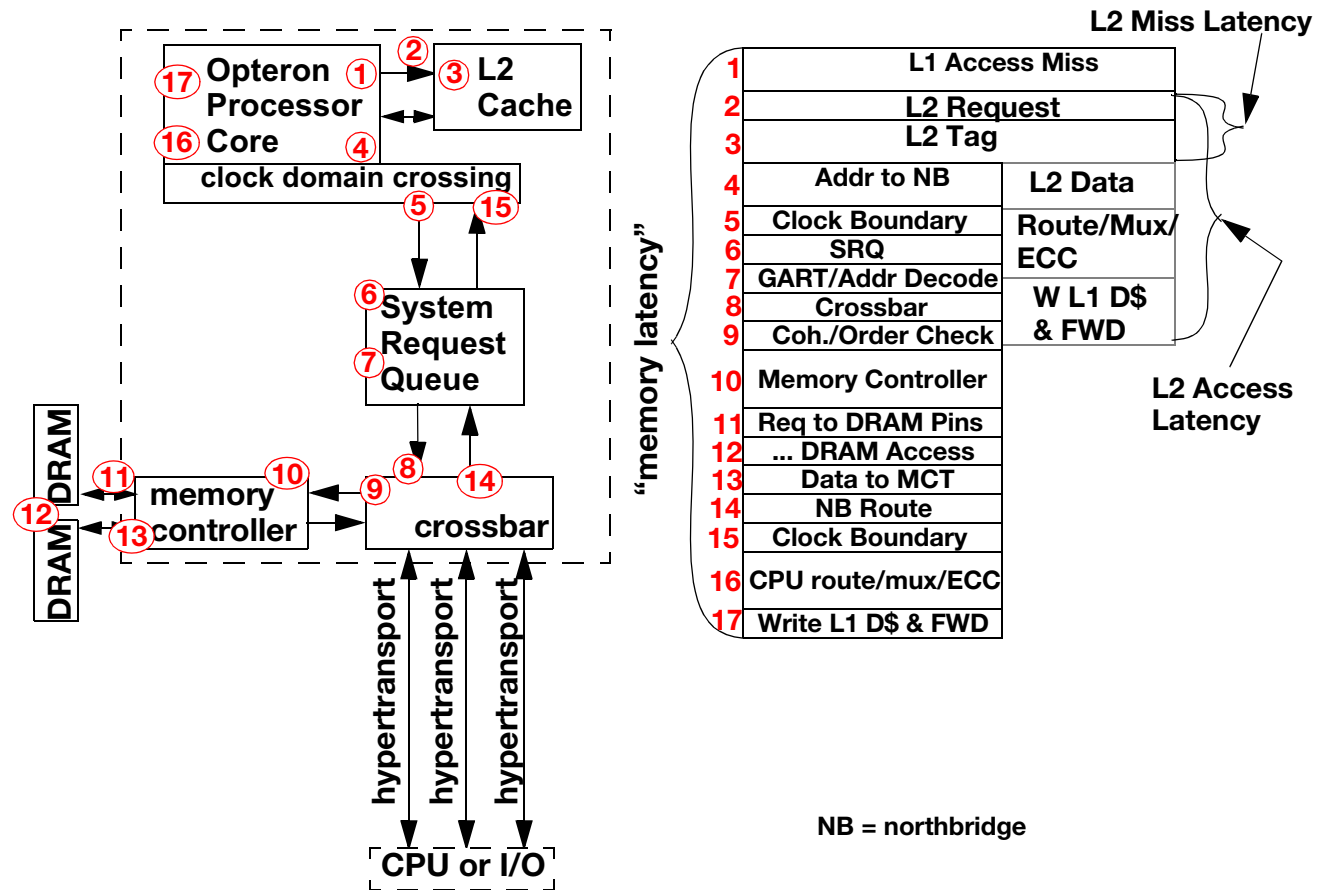 L2 Miss Latency
17 Opteron 1 2 3 L2
Processor Cache
16 Core 4
clock domain crossing
5 15
6 System
Request
7 Queue
8
10 9 14
11 memory
12 13 controller crossbar
DRAM
DRAM
hypertransport
hypertransport
hypertransport
CPU or I/O
“memory latency”
1 L1 Access Miss
2 L2 Request
3 L2 Tag
4 Addr to NB
5 Clock Boundary
6 SRQ
7 GART/Addr Decode
8 Crossbar
9 Coh./Order Check
10 Memory Controller
11 Req to DRAM Pins
12 ... DRAM Access
13 Data to MCT
14 NB Route
15 Clock Boundary
16 CPU route/mux/ECC
17 Write L1 D$ & FWD
L2 Data
Route/Mux/
ECC
W L1 D$
& FWD
L2 Access
Latency
NB = northbridge